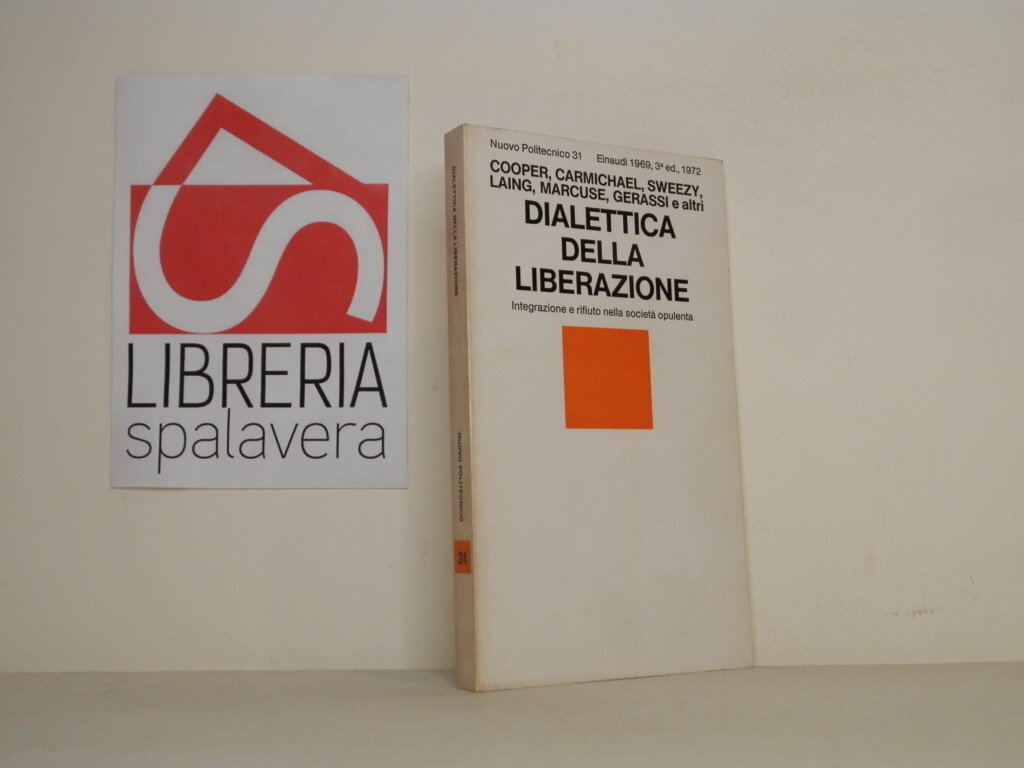 LIBRERIA
spalavera
DIALETTICA DELLA LIBERAZIONE
NUOVO POLITECNICO
31
Nuovo Politecnico 31 Einaudi 1969, 3ª ed., 1972
COOPER, CARMICHAEL, SWEEZY,
LAING, MARCUSE, GERASSI e altri
DIALETTICA
DELLA
LIBERAZIONE
Integrazione e rifiuto nella società opulenta